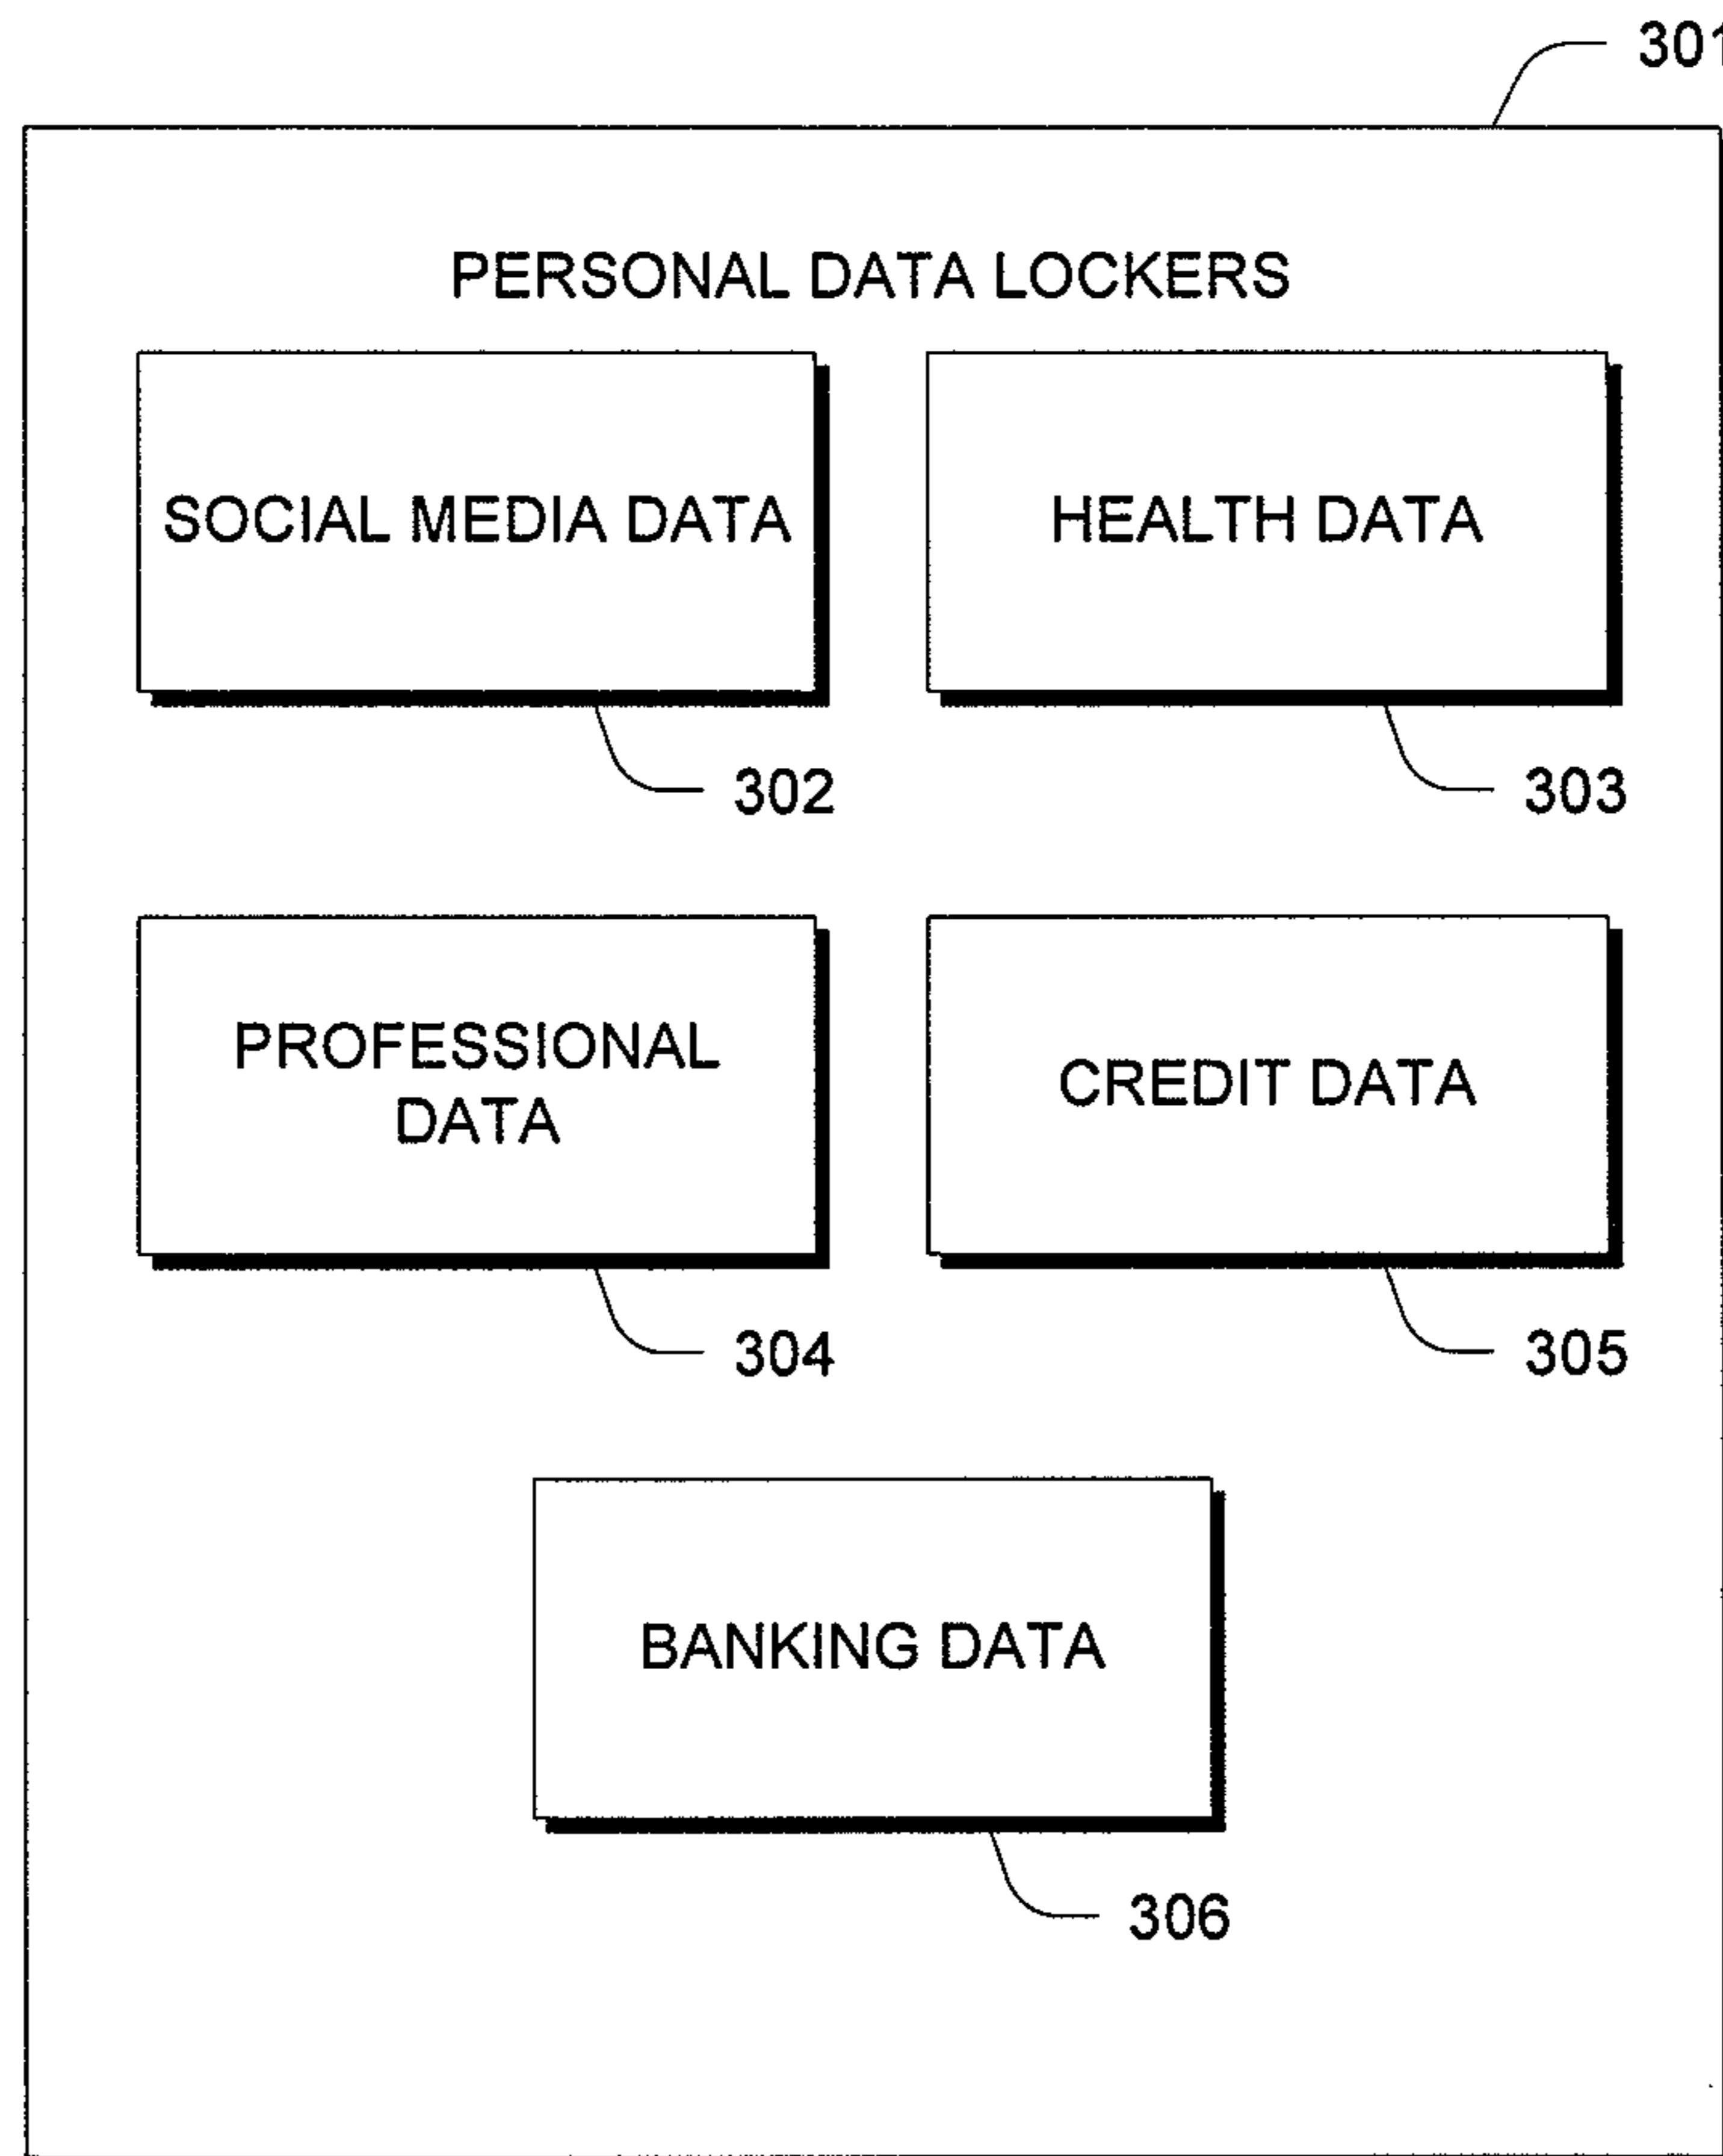 301
PERSONAL DATA LOCKERS
SOCIAL MEDIA DATA
HEALTH DATA
302
303
PROFESSIONAL
DATA
CREDIT DATA
304
305
BANKING DATA
306